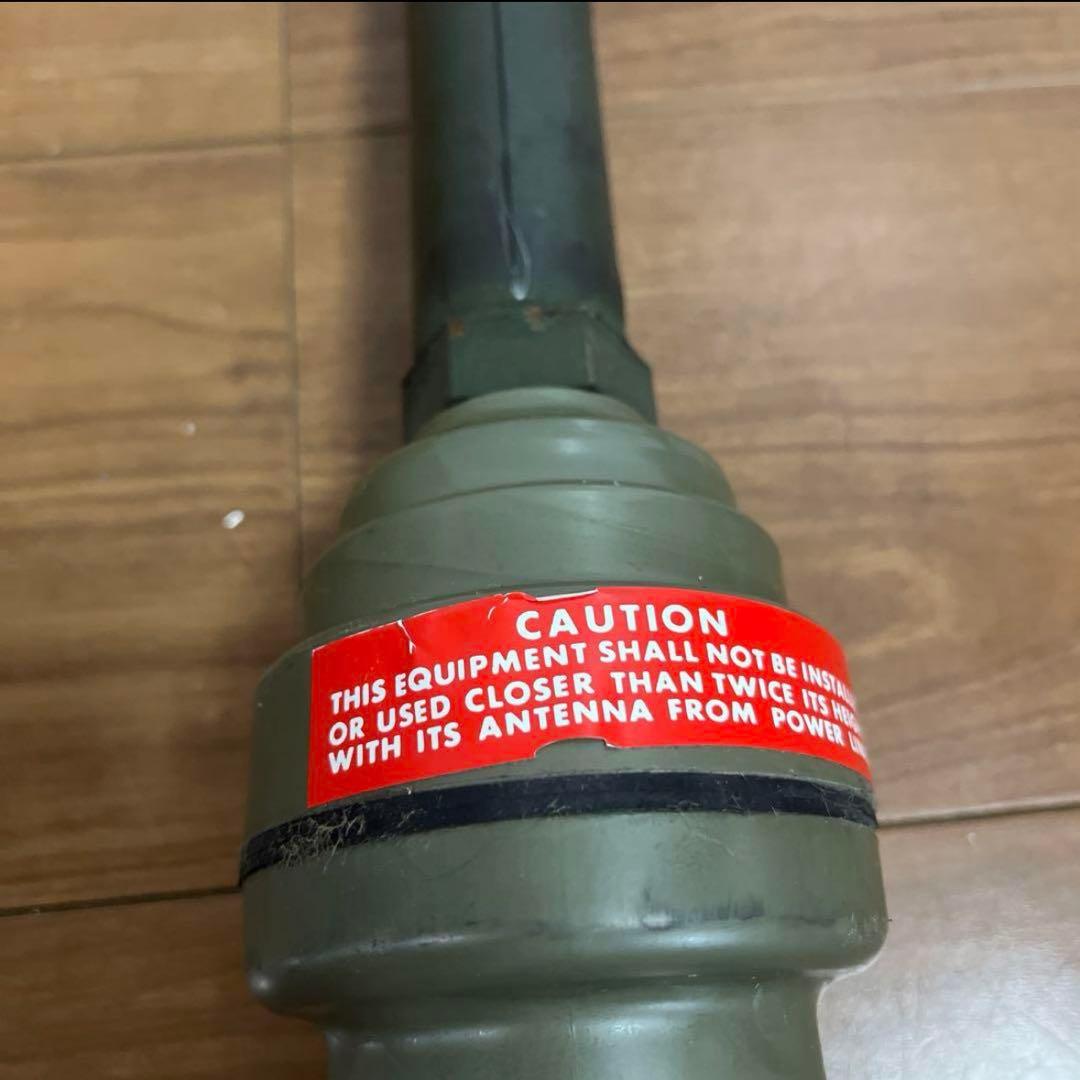 CAUTION
THIS EQUIPMENT SHALL NOT BE
OR USED CLOSER THAN TWICE ITS
WITH ITS ANTENNA FROM POWER